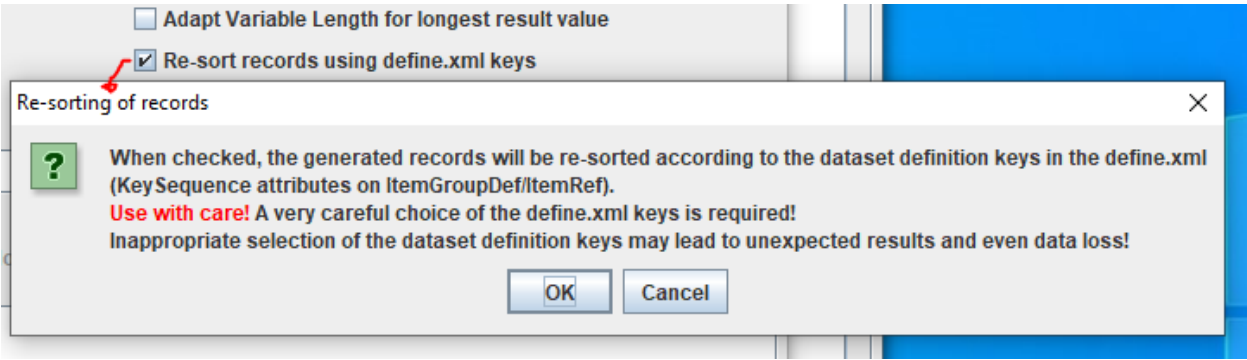 Adapt Variable Length for longest result value
Re-sort records using define.xml keys
Re-sorting of records
?
When checked, the generated records will be re-sorted according to the dataset definition keys in the define.xml
(KeySequence attributes on ItemGroupDef/ItemRef).
Use with care! A very careful choice of the define.xml keys is required!
Inappropriate selection of the dataset definition keys may lead to unexpected results and even data loss!
OK Cancel